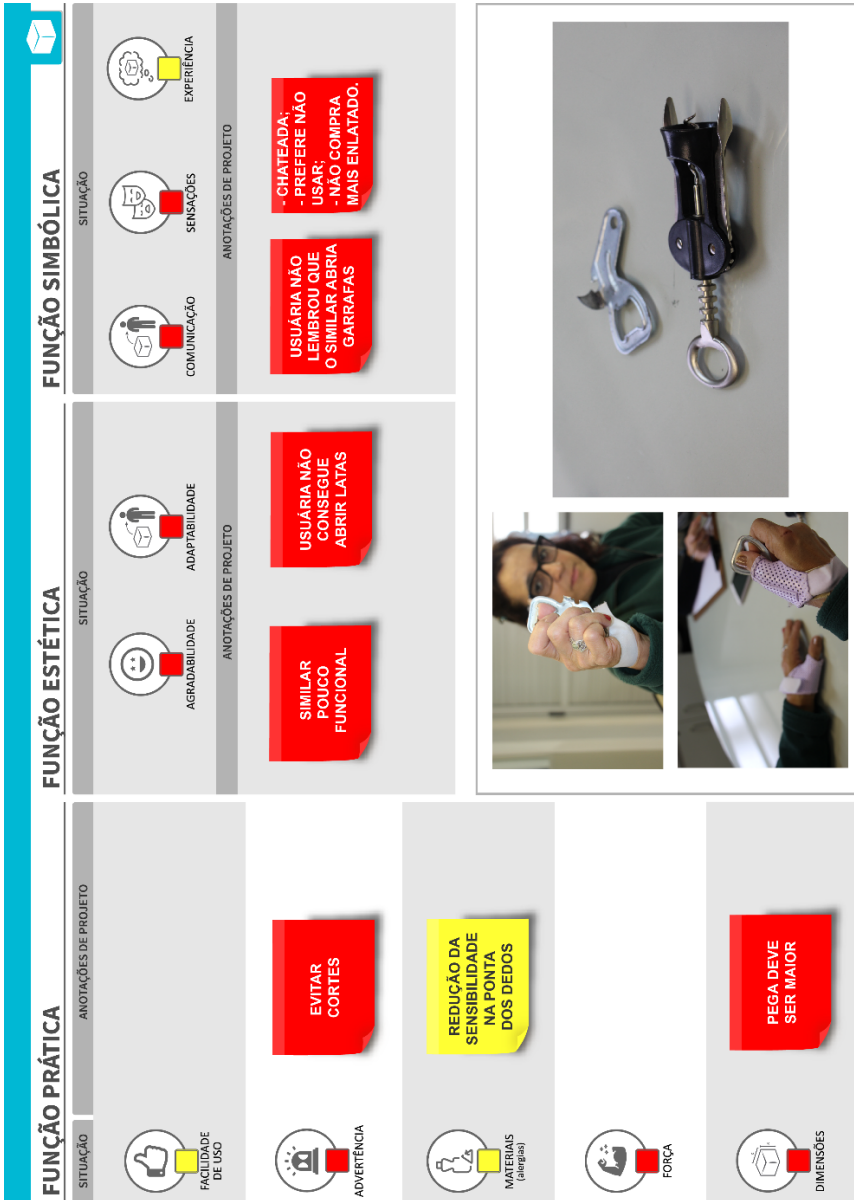 FUNÇÃO PRÁTICA
SITUAÇÃO
ANOTAÇÕES DE PROJETO
FACILIDADE
DE USO
ADVERTÊNCIA
EVITAR
CORTES
MATERIAIS
(alergias)
REDUÇÃO DA
SENSIBILIDADE
NA PONTA
DOS DEDOS
FORÇA
DIMENSÕES
PEGA DEVE
SER MAIOR
FUNÇÃO ESTÉTICA
SITUAÇÃO
AGRADABILIDADE
ADAPTABILIDADE
ANOTAÇÕES DE PROJETO
SIMILAR
POUCO
FUNCIONAL
USUÁRIA NÃO
CONSEGUE
ABRIR LATAS
FUNÇÃO SIMBÓLICA
SITUAÇÃO
COMUNICAÇÃO
SENSAÇÕES
EXPERIÊNCIA
ANOTAÇÕES DE PROJETO
USUÁRIA NÃO
LEMBROU QUE
O SIMILAR ABRIA
GARRAFAS
- CHATEADA;
- PREFERE NÃO
USAR;
- NÃO COMPRA
MAIS ENLATADO.